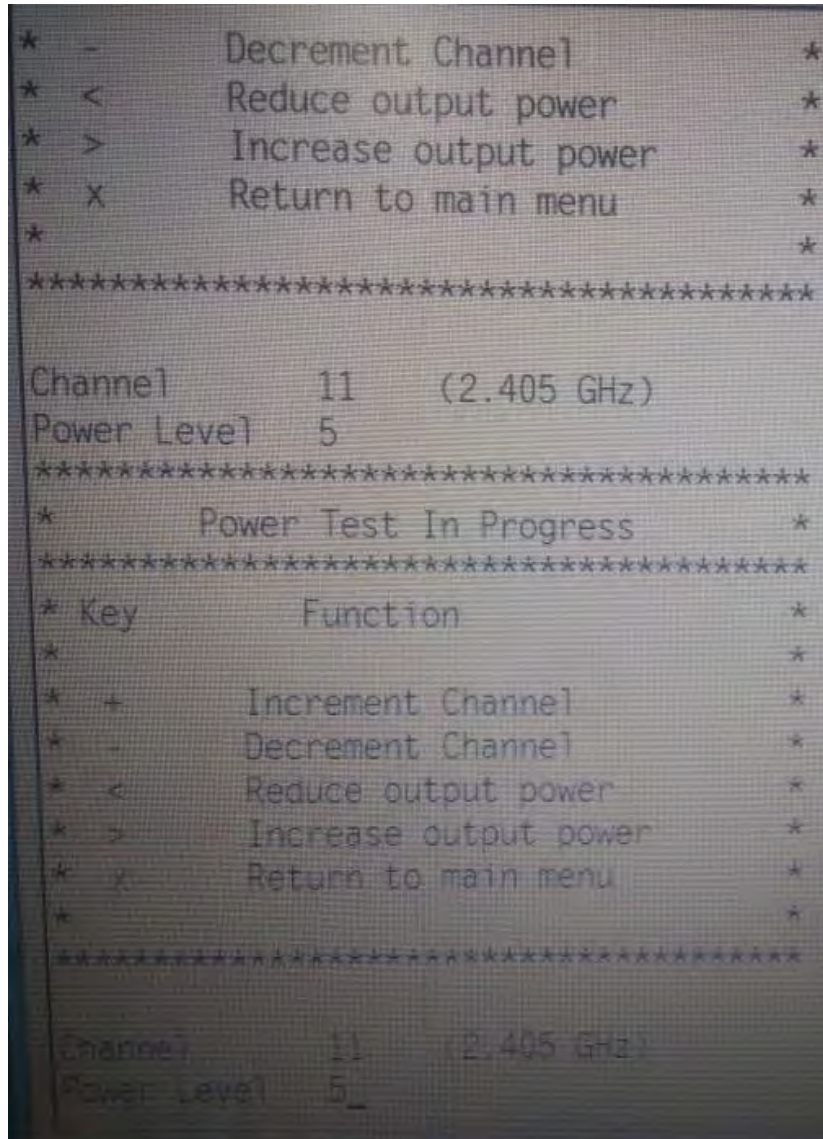 * - Decrement Channel *
* < Reduce output power *
* > Increase output power *
* X Return to main menu *
* *
**************************************
Channel 11 (2.405 GHz)
Power Level 5
**************************************
* Power Test In Progress *
**************************************
* Key Function *
* *
* + Increment Channel *
* - Decrement Channel *
* < Reduce output power *
* > Increase output power *
* x Return to main menu *
* *
**************************************
Channel 11 (2.405 GHz)
Power Level 5_